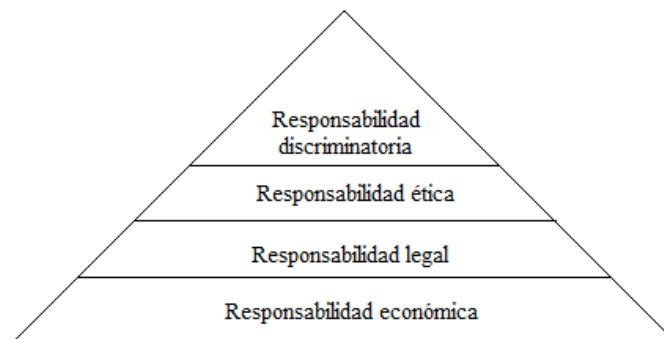 Responsabilidad
discriminatoria
Responsabilidad ética
Responsabilidad legal
Responsabilidad económica